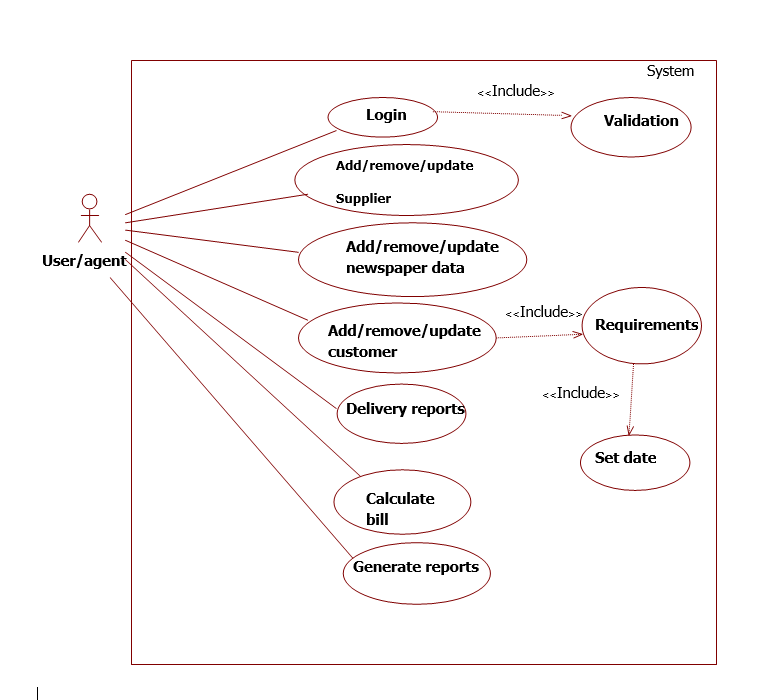 System
<<Include>>
Login
Validation
Add/remove/update
Supplier
User/agent
Add/remove/update
newspaper data
<<Include>>
Add/remove/update
customer
Requirements
<<Include>>
Delivery reports
Set date
Calculate
bill
Generate reports